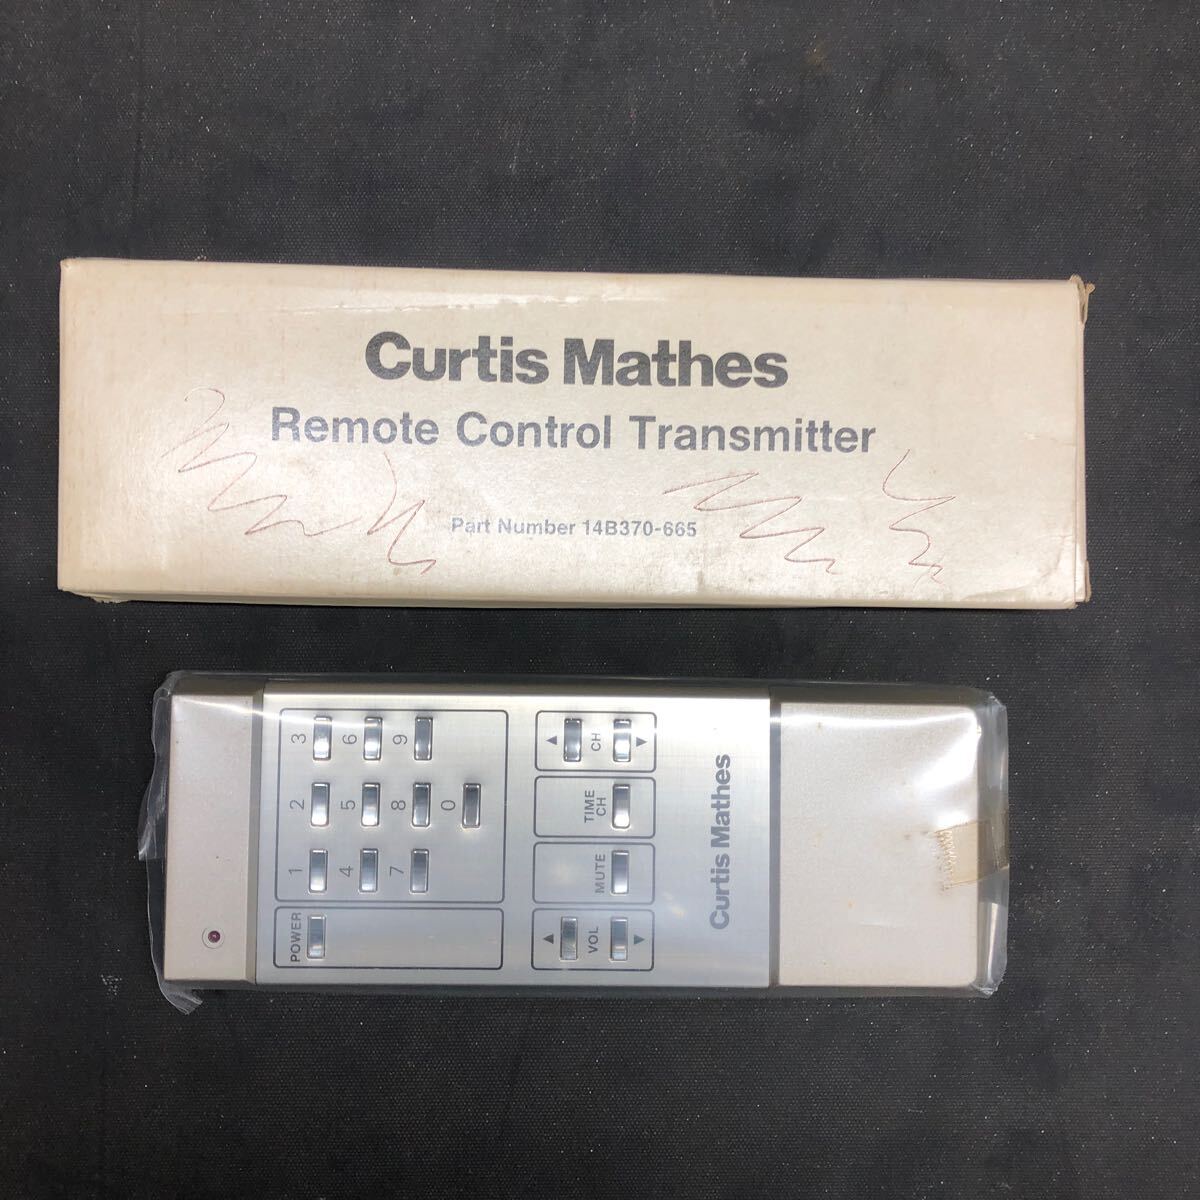 Curtis Mathes
Remote Control Transmitter
Part Number 14B370-665
POWER
1 2 3
4 5 6
7 8 9
0
VOL
▲ ▼
MUTE
TIME
CH
CH
▲ ▼
Curtis Mathes